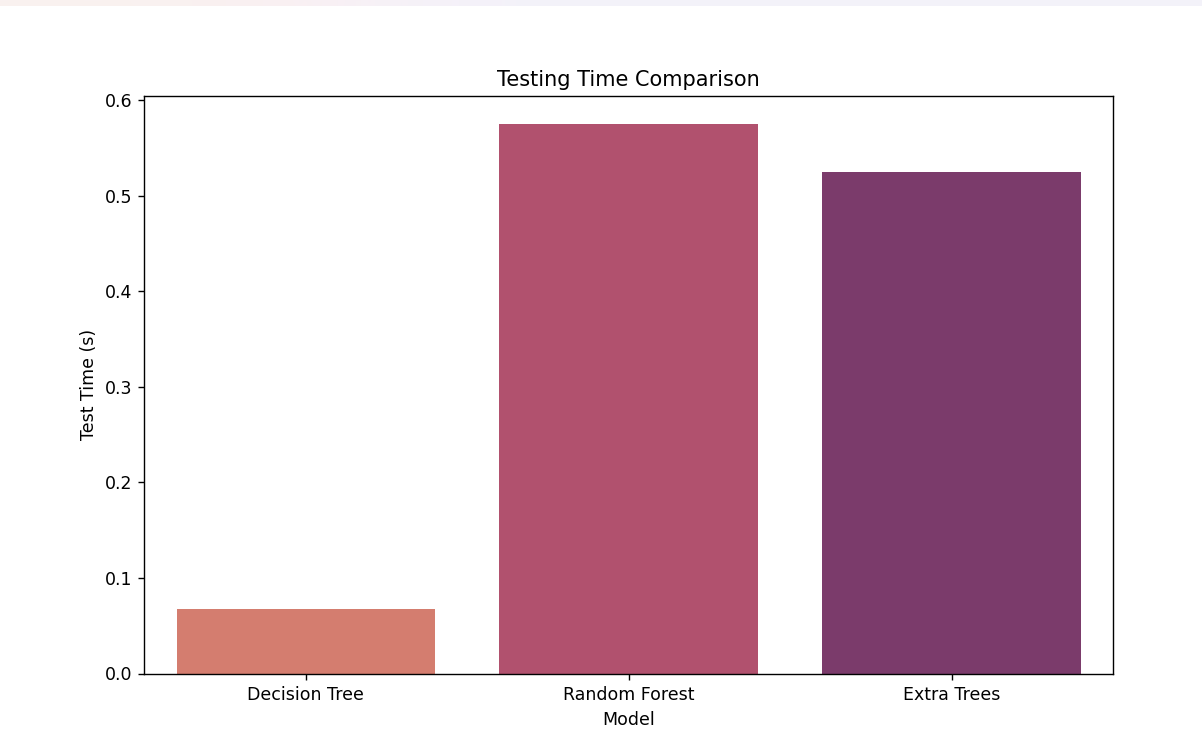 Testing Time Comparison
0.6
0.5
0.4
0.3
0.2
0.1
0.0
Test Time (s)
Decision Tree
Random Forest
Extra Trees
Model